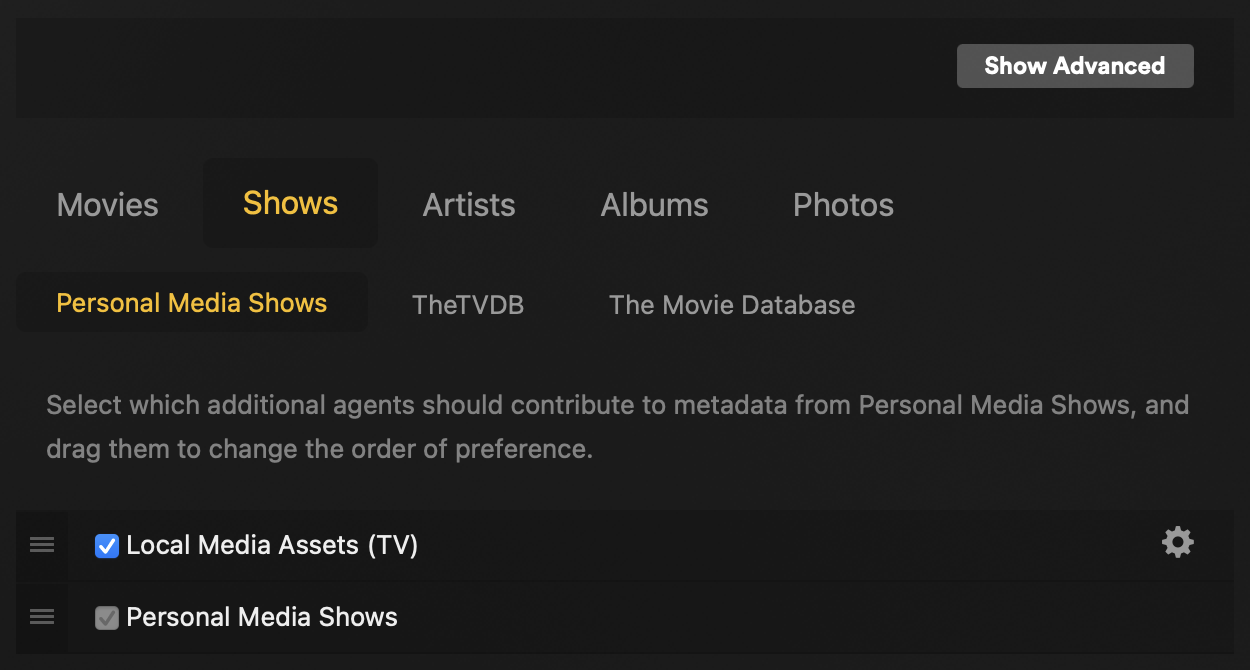 Show Advanced
Movies Shows Artists Albums Photos
Personal Media Shows TheTVDB The Movie Database
Select which additional agents should contribute to metadata from Personal Media Shows, and
drag them to change the order of preference.
Local Media Assets (TV)
Personal Media Shows